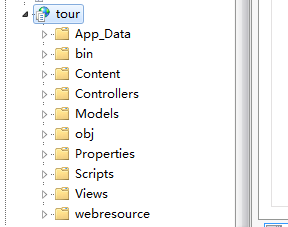 tour
App_Data
bin
Content
Controllers
Models
obj
Properties
Scripts
Views
webresource